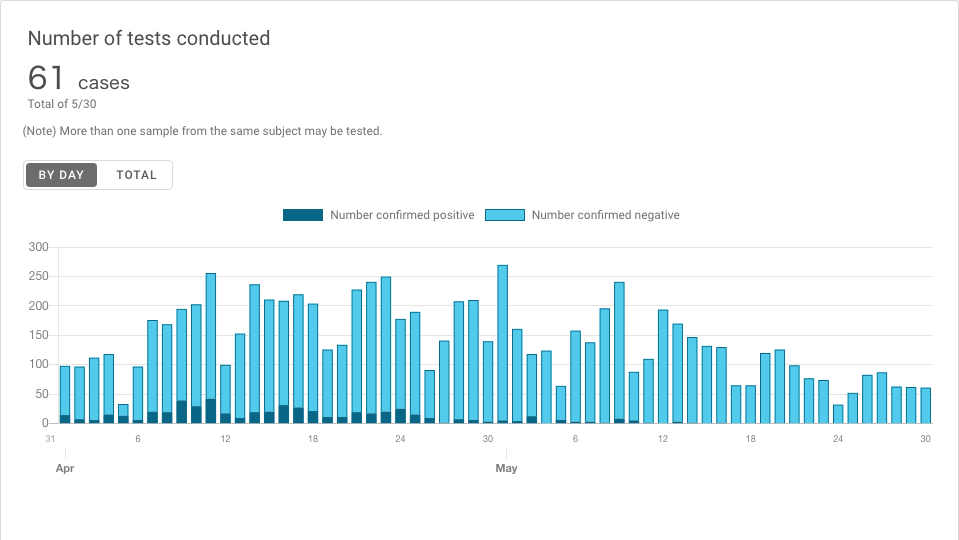 Number of tests conducted
61 cases
Total of 5/30
(Note) More than one sample from the same subject may be tested.
BY DAY TOTAL
Number confirmed positive Number confirmed negative
300
250
200
150
100
50
0
31 6 12 18 24 30 6 12 18 24 30
Apr May